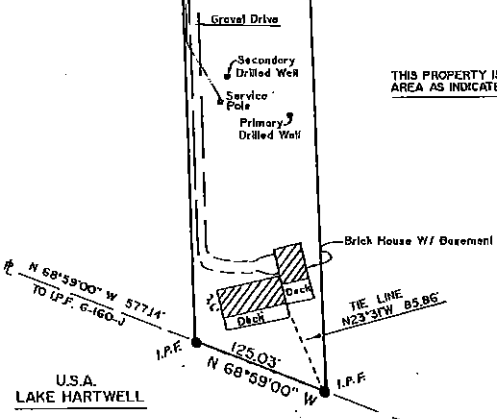 Gravel Drive
Secondary
Drilled Well
Service
Pole
Primary
Drilled Well
THIS PROPERTY IS
AREA AS INDICATE
Brick House W/ Basement
Deck
Deck
TIE LINE
N23°31'W 85.86'
N 68°59'00" W 577.14'
TO I.P.F. 6-160-J
I.P.F.
125.03'
N 68°59'00" W
I.P.F.
U.S.A.
LAKE HARTWELL